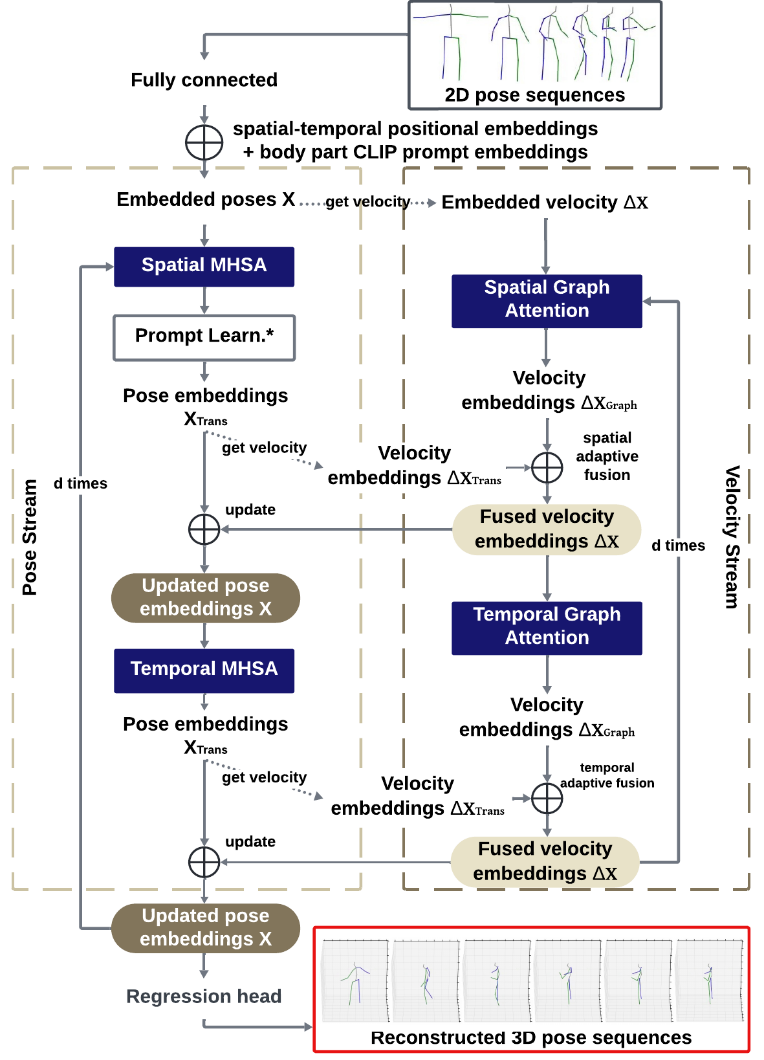 2D pose sequences
Fully connected
spatial-temporal positional embeddings
+ body part CLIP prompt embeddings
Embedded poses X
get velocity
Embedded velocity ΔX
Spatial MHSA
Spatial Graph
Attention
Prompt Learn.*
Pose embeddings
XTrans
Velocity
embeddings ΔXGraph
get velocity
Velocity
embeddings ΔXTrans
spatial
adaptive
fusion
Pose Stream
d times
update
Fused velocity
embeddings ΔX
d times
Velocity Stream
Updated pose
embeddings X
Temporal Graph
Attention
Temporal MHSA
Pose embeddings
XTrans
Velocity
embeddings ΔXGraph
get velocity
Velocity
embeddings ΔXTrans
temporal
adaptive fusion
update
Fused velocity
embeddings ΔX
Updated pose
embeddings X
Regression head
Reconstructed 3D pose sequences